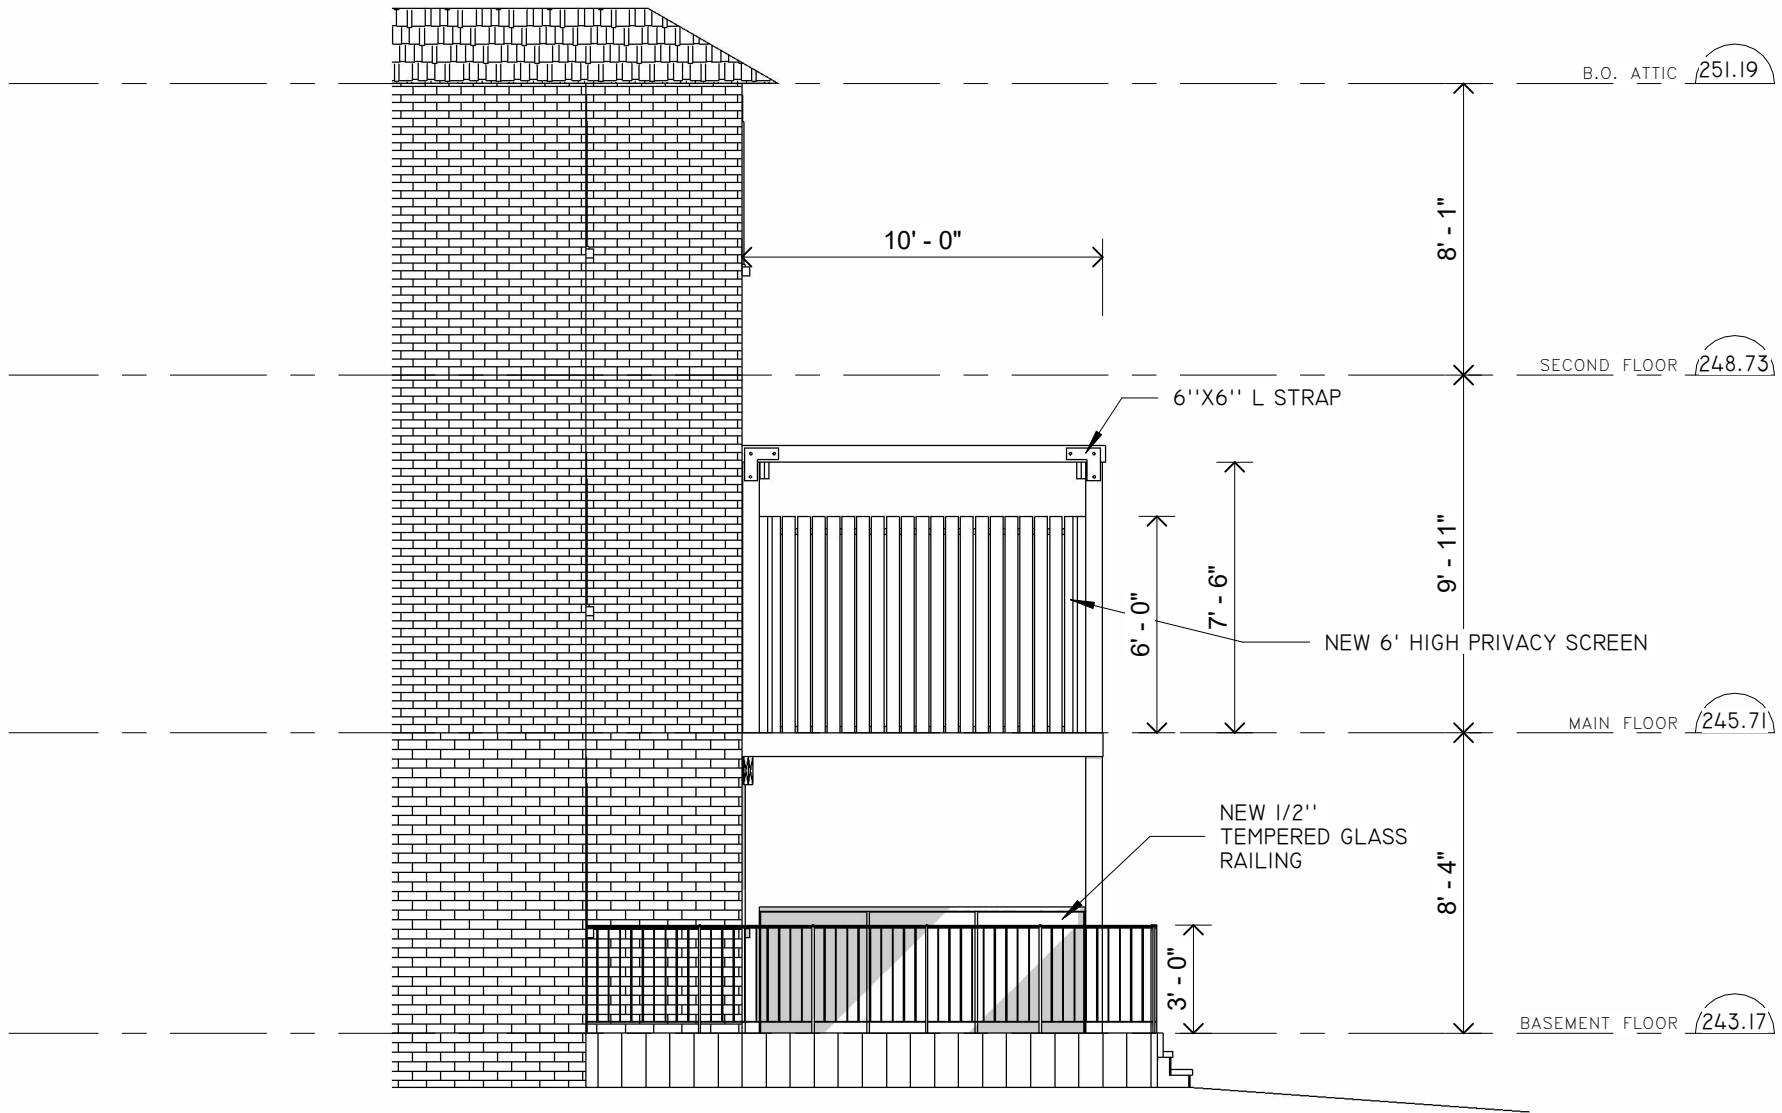 B.O. ATTIC 251.19
8' - 1"
10' - 0"
SECOND FLOOR 248.73
6''X6'' L STRAP
9' - 11"
7' - 6"
6' - 0"
NEW 6' HIGH PRIVACY SCREEN
MAIN FLOOR 245.71
NEW 1/2''
TEMPERED GLASS
RAILING
8' - 4"
3' - 0"
BASEMENT FLOOR 243.17